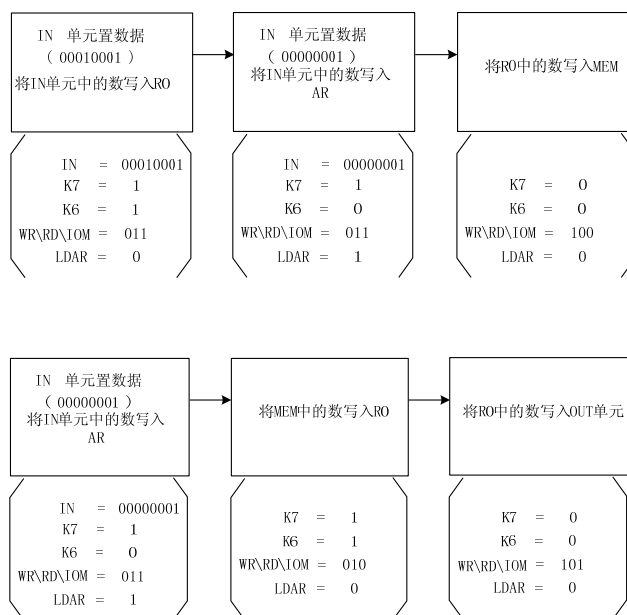 IN 单元置数据
( 00010001 )
将IN单元中的数写入RO
IN 单元置数据
( 00000001 )
将IN单元中的数写入
AR
将RO中的数写入MEM
IN = 00010001
K7 = 1
K6 = 1
WR\RD\IOM = 011
LDAR = 0
IN = 00000001
K7 = 1
K6 = 0
WR\RD\IOM = 011
LDAR = 1
K7 = 0
K6 = 0
WR\RD\IOM = 100
LDAR = 0
IN 单元置数据
( 00000001 )
将IN单元中的数写入
AR
将MEM中的数写入RO
将RO中的数写入OUT单元
IN = 00000001
K7 = 1
K6 = 0
WR\RD\IOM = 011
LDAR = 1
K7 = 1
K6 = 1
WR\RD\IOM = 010
LDAR = 0
K7 = 0
K6 = 0
WR\RD\IOM = 101
LDAR = 0